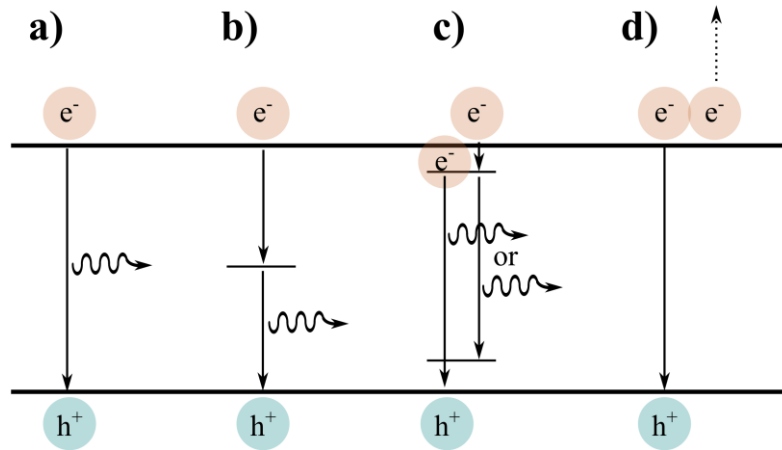 a) b) c) d)
e⁻ e⁻ e⁻ e⁻ e⁻
e⁻
or
h⁺ h⁺ h⁺ h⁺